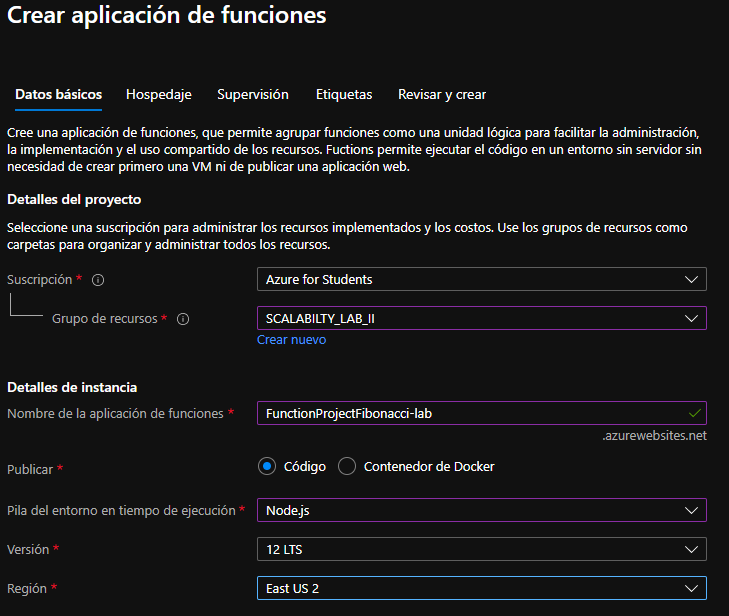 Crear aplicación de funciones
Datos básicos Hospedaje Supervisión Etiquetas Revisar y crear
Cree una aplicación de funciones, que permite agrupar funciones como una unidad lógica para facilitar la administración,
la implementación y el uso compartido de los recursos. Fuctions permite ejecutar el código en un entorno sin servidor sin
necesidad de crear primero una VM ni de publicar una aplicación web.
Detalles del proyecto
Seleccione una suscripción para administrar los recursos implementados y los costos. Use los grupos de recursos como
carpetas para organizar y administrar todos los recursos.
Suscripción * Azure for Students
Grupo de recursos * SCALABILTY_LAB_II
Crear nuevo
Detalles de instancia
Nombre de la aplicación de funciones * FunctionProjectFibonacci-lab
.azurewebsites.net
Publicar * Código Contenedor de Docker
Pila del entorno en tiempo de ejecución * Node.js
Versión * 12 LTS
Región * East US 2